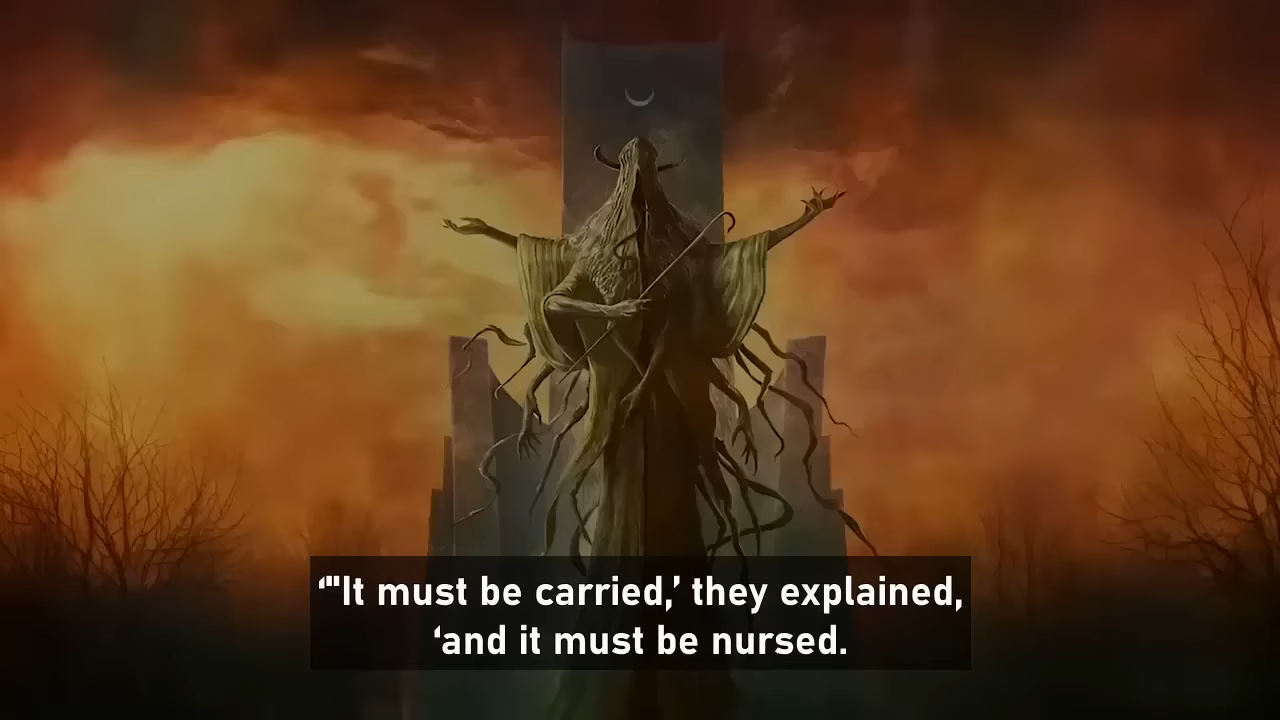 ‘"It must be carried,’ they explained,
‘and it must be nursed.